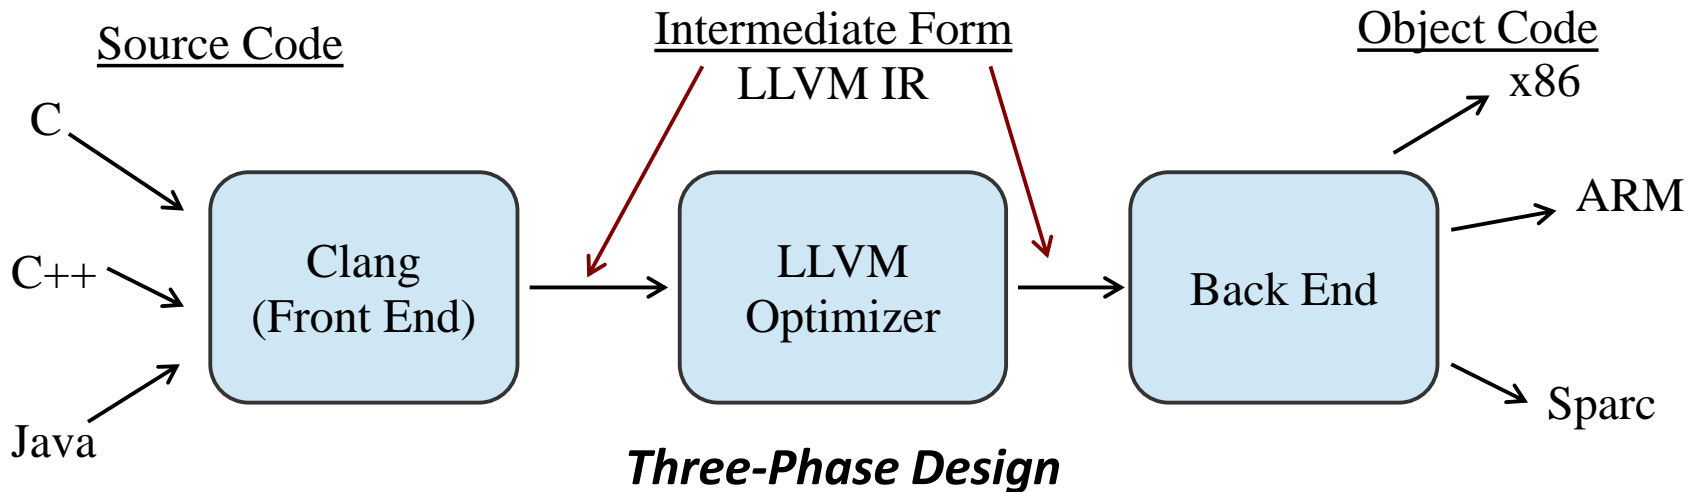 Source Code
Intermediate Form
LLVM IR
Object Code
C
C++
Java
Clang
(Front End)
LLVM
Optimizer
Back End
x86
ARM
Sparc
Three-Phase Design